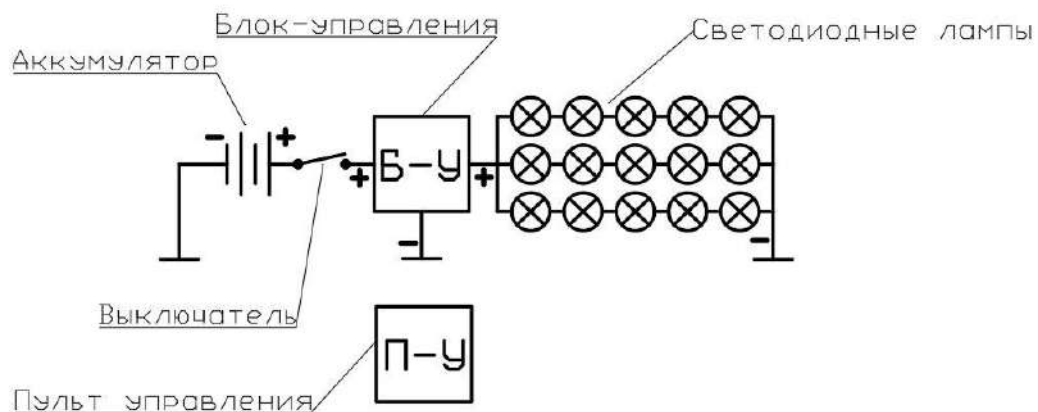 Блок-управления
Светодиодные лампы
Аккумулятор
- +
Б-У
+ +
-
-
Выключатель
П-У
Пульт управления